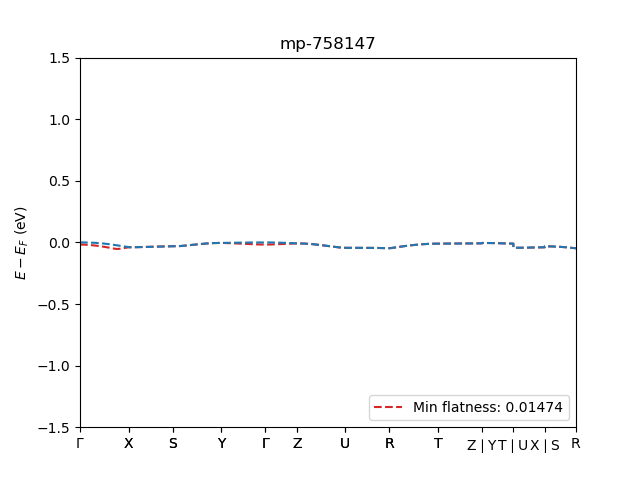 mp-758147
1.5
1.0
0.5
0.0
−0.5
−1.0
−1.5
E − E_F (eV)
Min flatness: 0.01474
Γ X S Y Γ Z U R T Z | Y T | U X | S R